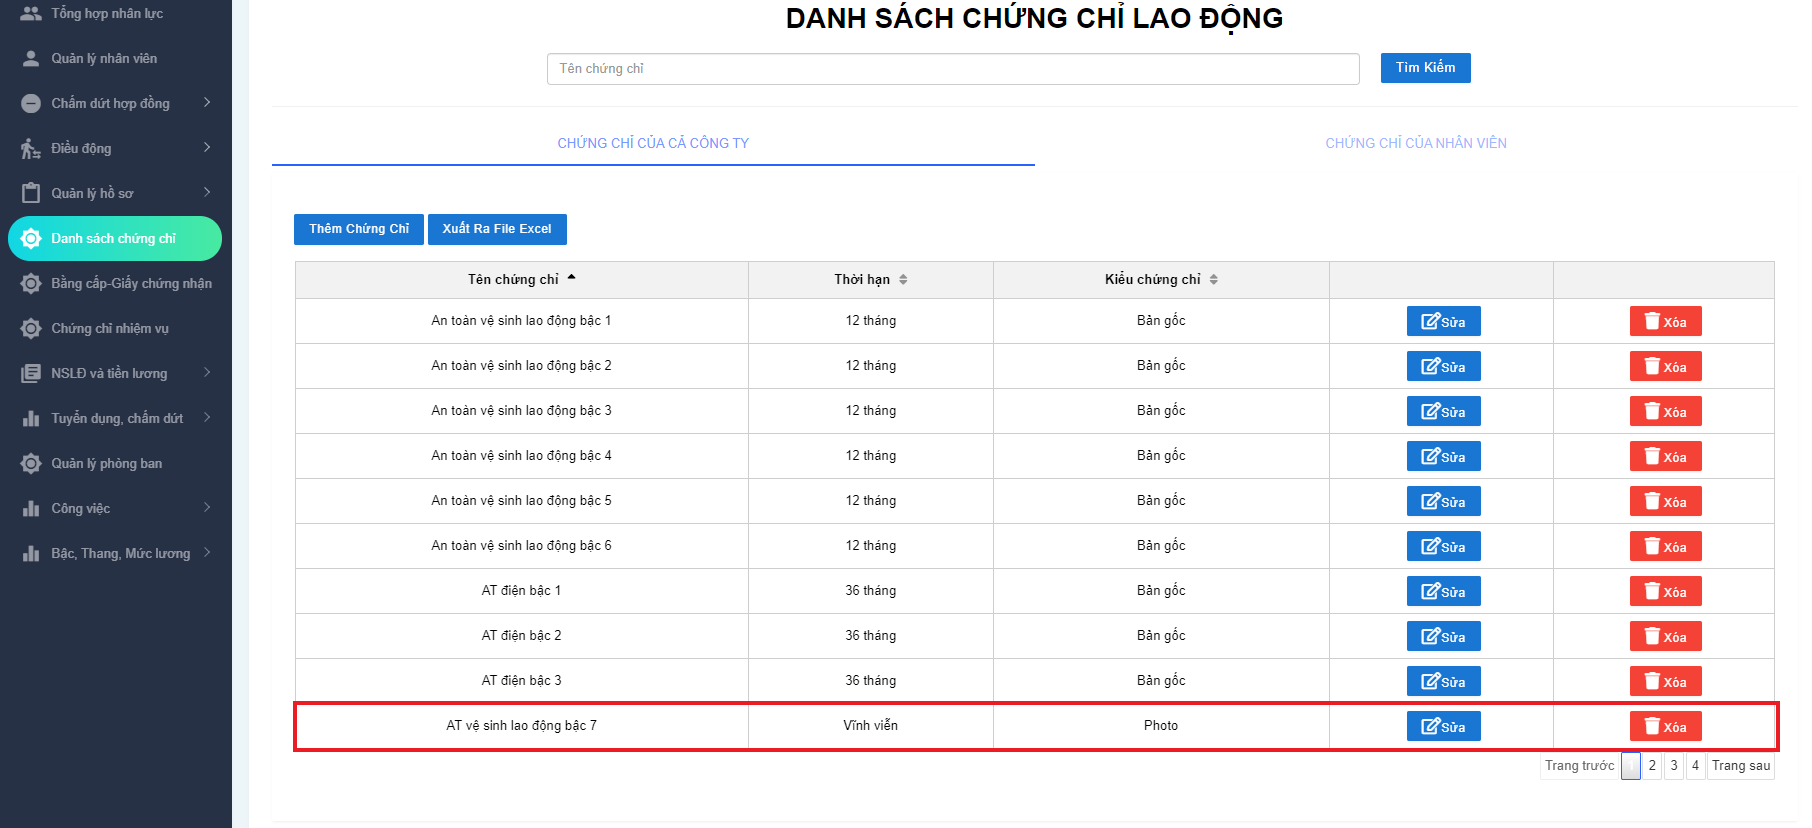 Tổng hợp nhân lực
Quản lý nhân viên
Chấm dứt hợp đồng
Điều động
Quản lý hồ sơ
Danh sách chứng chỉ
Bằng cấp-Giấy chứng nhận
Chứng chỉ nhiệm vụ
NSLĐ và tiền lương
Tuyển dụng, chấm dứt
Quản lý phòng ban
Công việc
Bậc, Thang, Mức lương
DANH SÁCH CHỨNG CHỈ LAO ĐỘNG
Tên chứng chỉ Tìm Kiếm
CHỨNG CHỈ CỦA CẢ CÔNG TY CHỨNG CHỈ CỦA NHÂN VIÊN
Thêm Chứng Chỉ Xuất Ra File Excel
Tên chứng chỉ Thời hạn Kiểu chứng chỉ
An toàn vệ sinh lao động bậc 1 12 tháng Bản gốc Sửa Xóa
An toàn vệ sinh lao động bậc 2 12 tháng Bản gốc Sửa Xóa
An toàn vệ sinh lao động bậc 3 12 tháng Bản gốc Sửa Xóa
An toàn vệ sinh lao động bậc 4 12 tháng Bản gốc Sửa Xóa
An toàn vệ sinh lao động bậc 5 12 tháng Bản gốc Sửa Xóa
An toàn vệ sinh lao động bậc 6 12 tháng Bản gốc Sửa Xóa
AT điện bậc 1 36 tháng Bản gốc Sửa Xóa
AT điện bậc 2 36 tháng Bản gốc Sửa Xóa
AT điện bậc 3 36 tháng Bản gốc Sửa Xóa
AT vệ sinh lao động bậc 7 Vĩnh viễn Photo Sửa Xóa
Trang trước 1 2 3 4 Trang sau